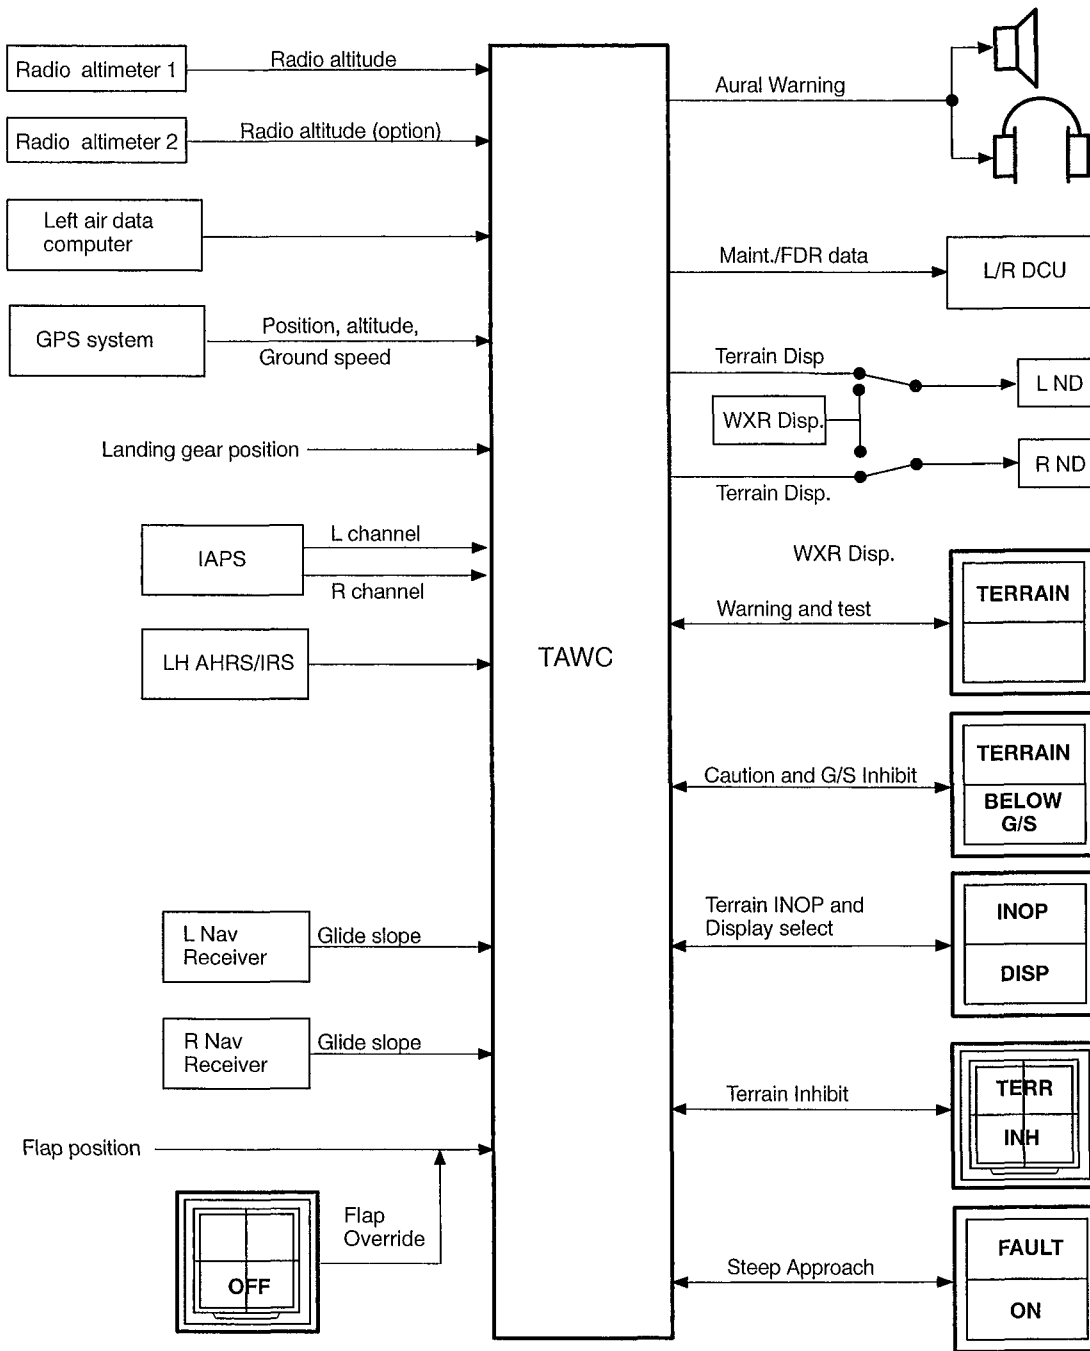 Radio altimeter 1
Radio altitude
Radio altimeter 2
Radio altitude (option)
Left air data
computer
GPS system
Position, altitude,
Ground speed
Landing gear position
IAPS
L channel
R channel
LH AHRS/IRS
L Nav
Receiver
Glide slope
R Nav
Receiver
Glide slope
Flap position
Flap
Override
OFF
TAWC
Aural Warning
Maint./FDR data
L/R DCU
Terrain Disp
L ND
WXR Disp.
R ND
Terrain Disp.
WXR Disp.
Warning and test
TERRAIN
Caution and G/S Inhibit
TERRAIN
BELOW
G/S
Terrain INOP and
Display select
INOP
DISP
Terrain Inhibit
TERR
INH
Steep Approach
FAULT
ON